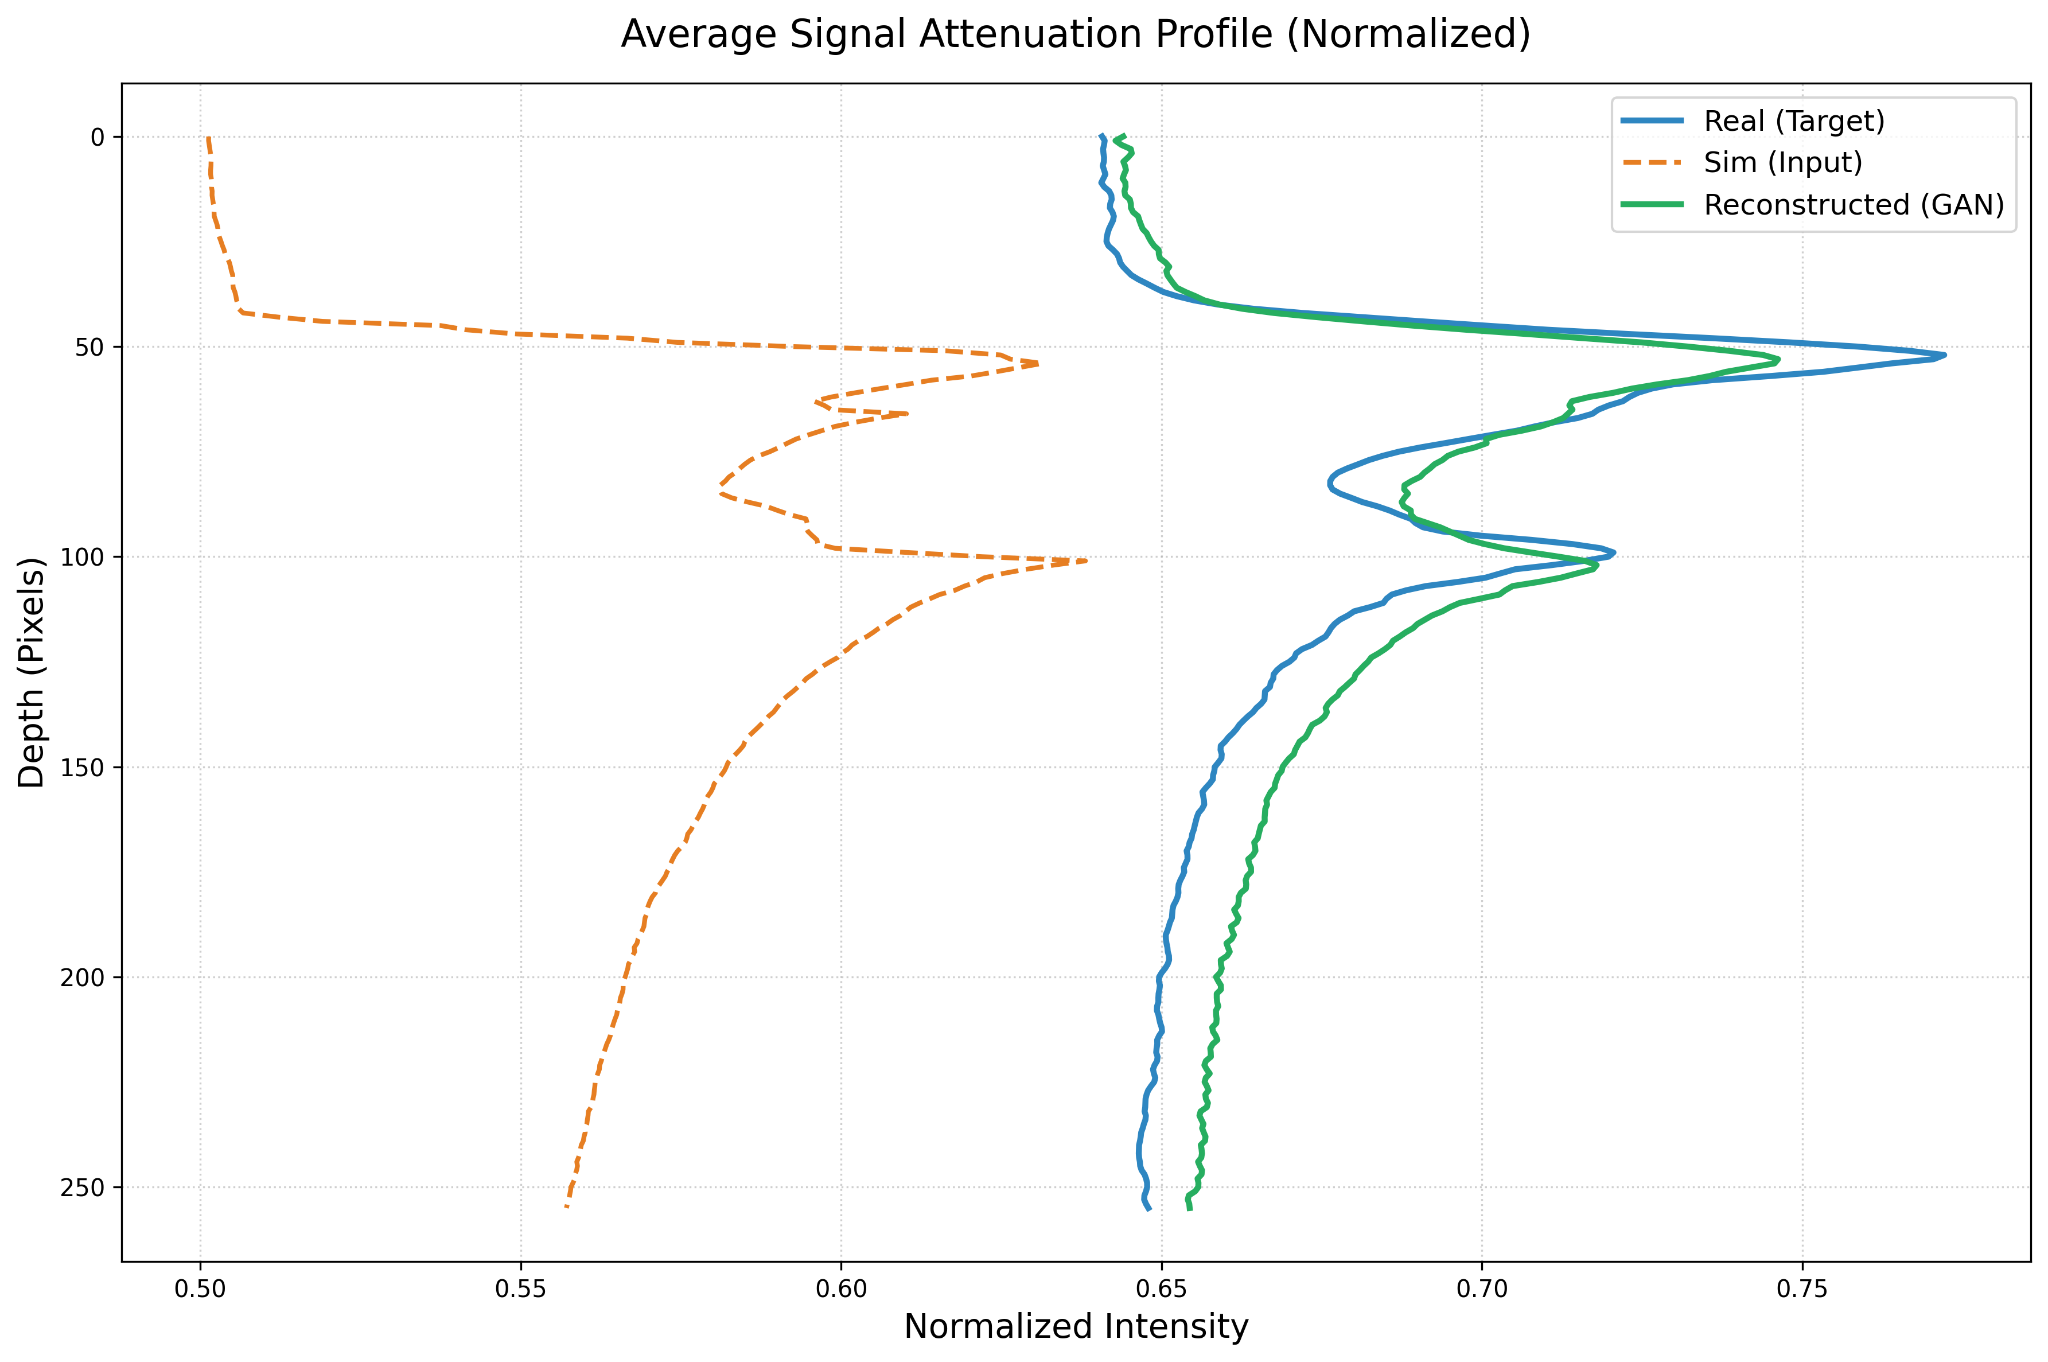 Average Signal Attenuation Profile (Normalized)
Real (Target)
Sim (Input)
Reconstructed (GAN)
Depth (Pixels)
0
50
100
150
200
250
0.50 0.55 0.60 0.65 0.70 0.75
Normalized Intensity